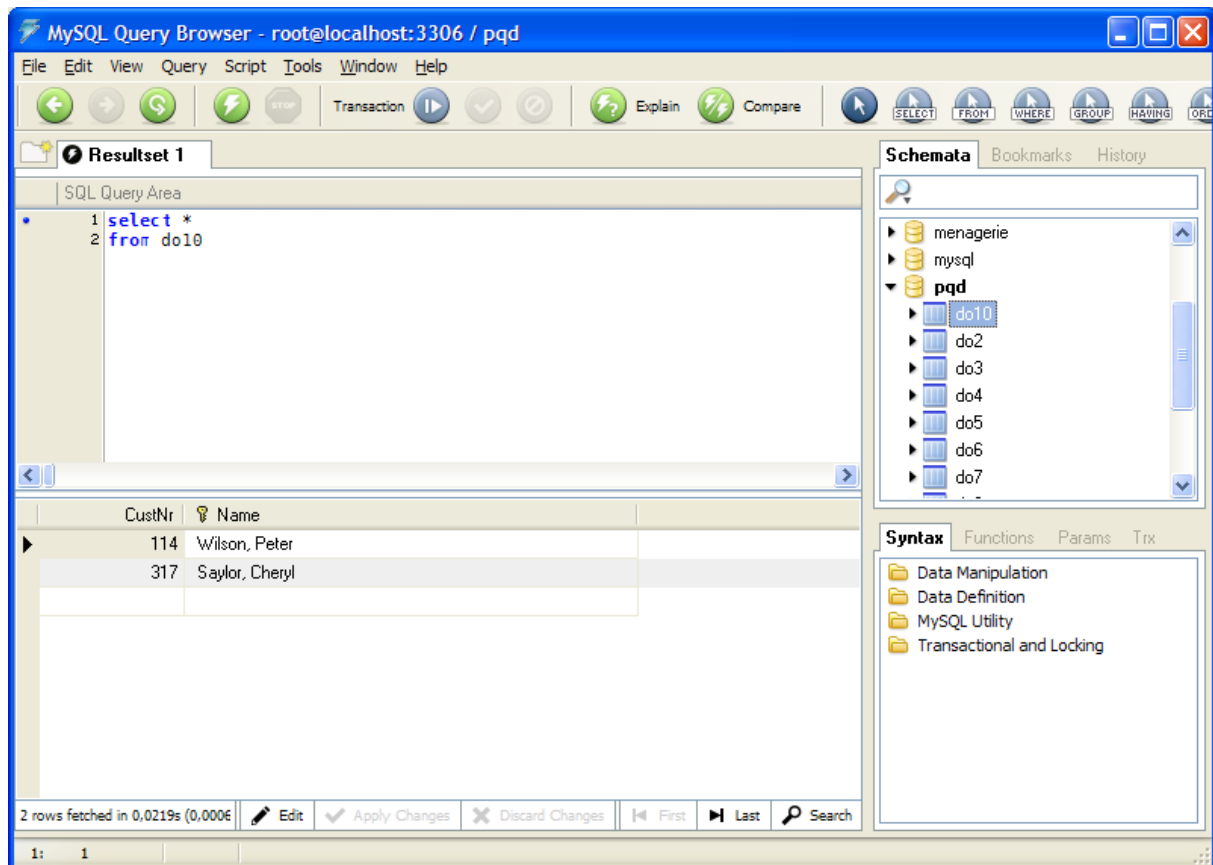 MySQL Query Browser - root@localhost:3306 / pqd
File Edit View Query Script Tools Window Help
STOP Transaction Explain Compare SELECT FROM WHERE GROUP HAVING ORD
Resultset 1
SQL Query Area
1 select *
2 from do10
CustNr Name
114 Wilson, Peter
317 Saylor, Cheryl
2 rows fetched in 0,0219s (0,0006 Edit Apply Changes Discard Changes First Last Search
1: 1
Schemata Bookmarks History
menagerie
mysql
pqd
do10
do2
do3
do4
do5
do6
do7
Syntax Functions Params Trx
Data Manipulation
Data Definition
MySQL Utility
Transactional and Locking